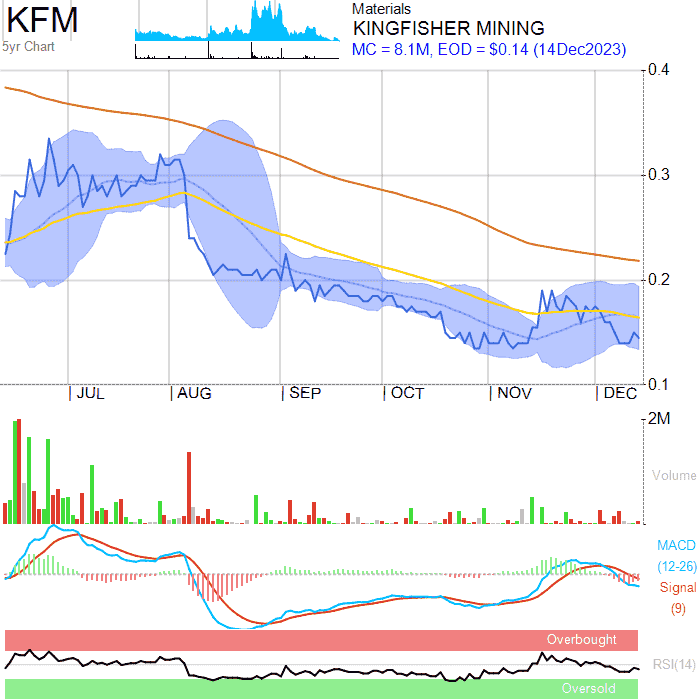 KFM
5yr Chart
Materials
KINGFISHER MINING
MC = 8.1M, EOD = $0.14 (14Dec2023)
0.4
0.3
0.2
0.1
JUL AUG SEP OCT NOV DEC
2M
Volume
MACD
(12-26)
Signal
(9)
Overbought
RSI(14)
Oversold